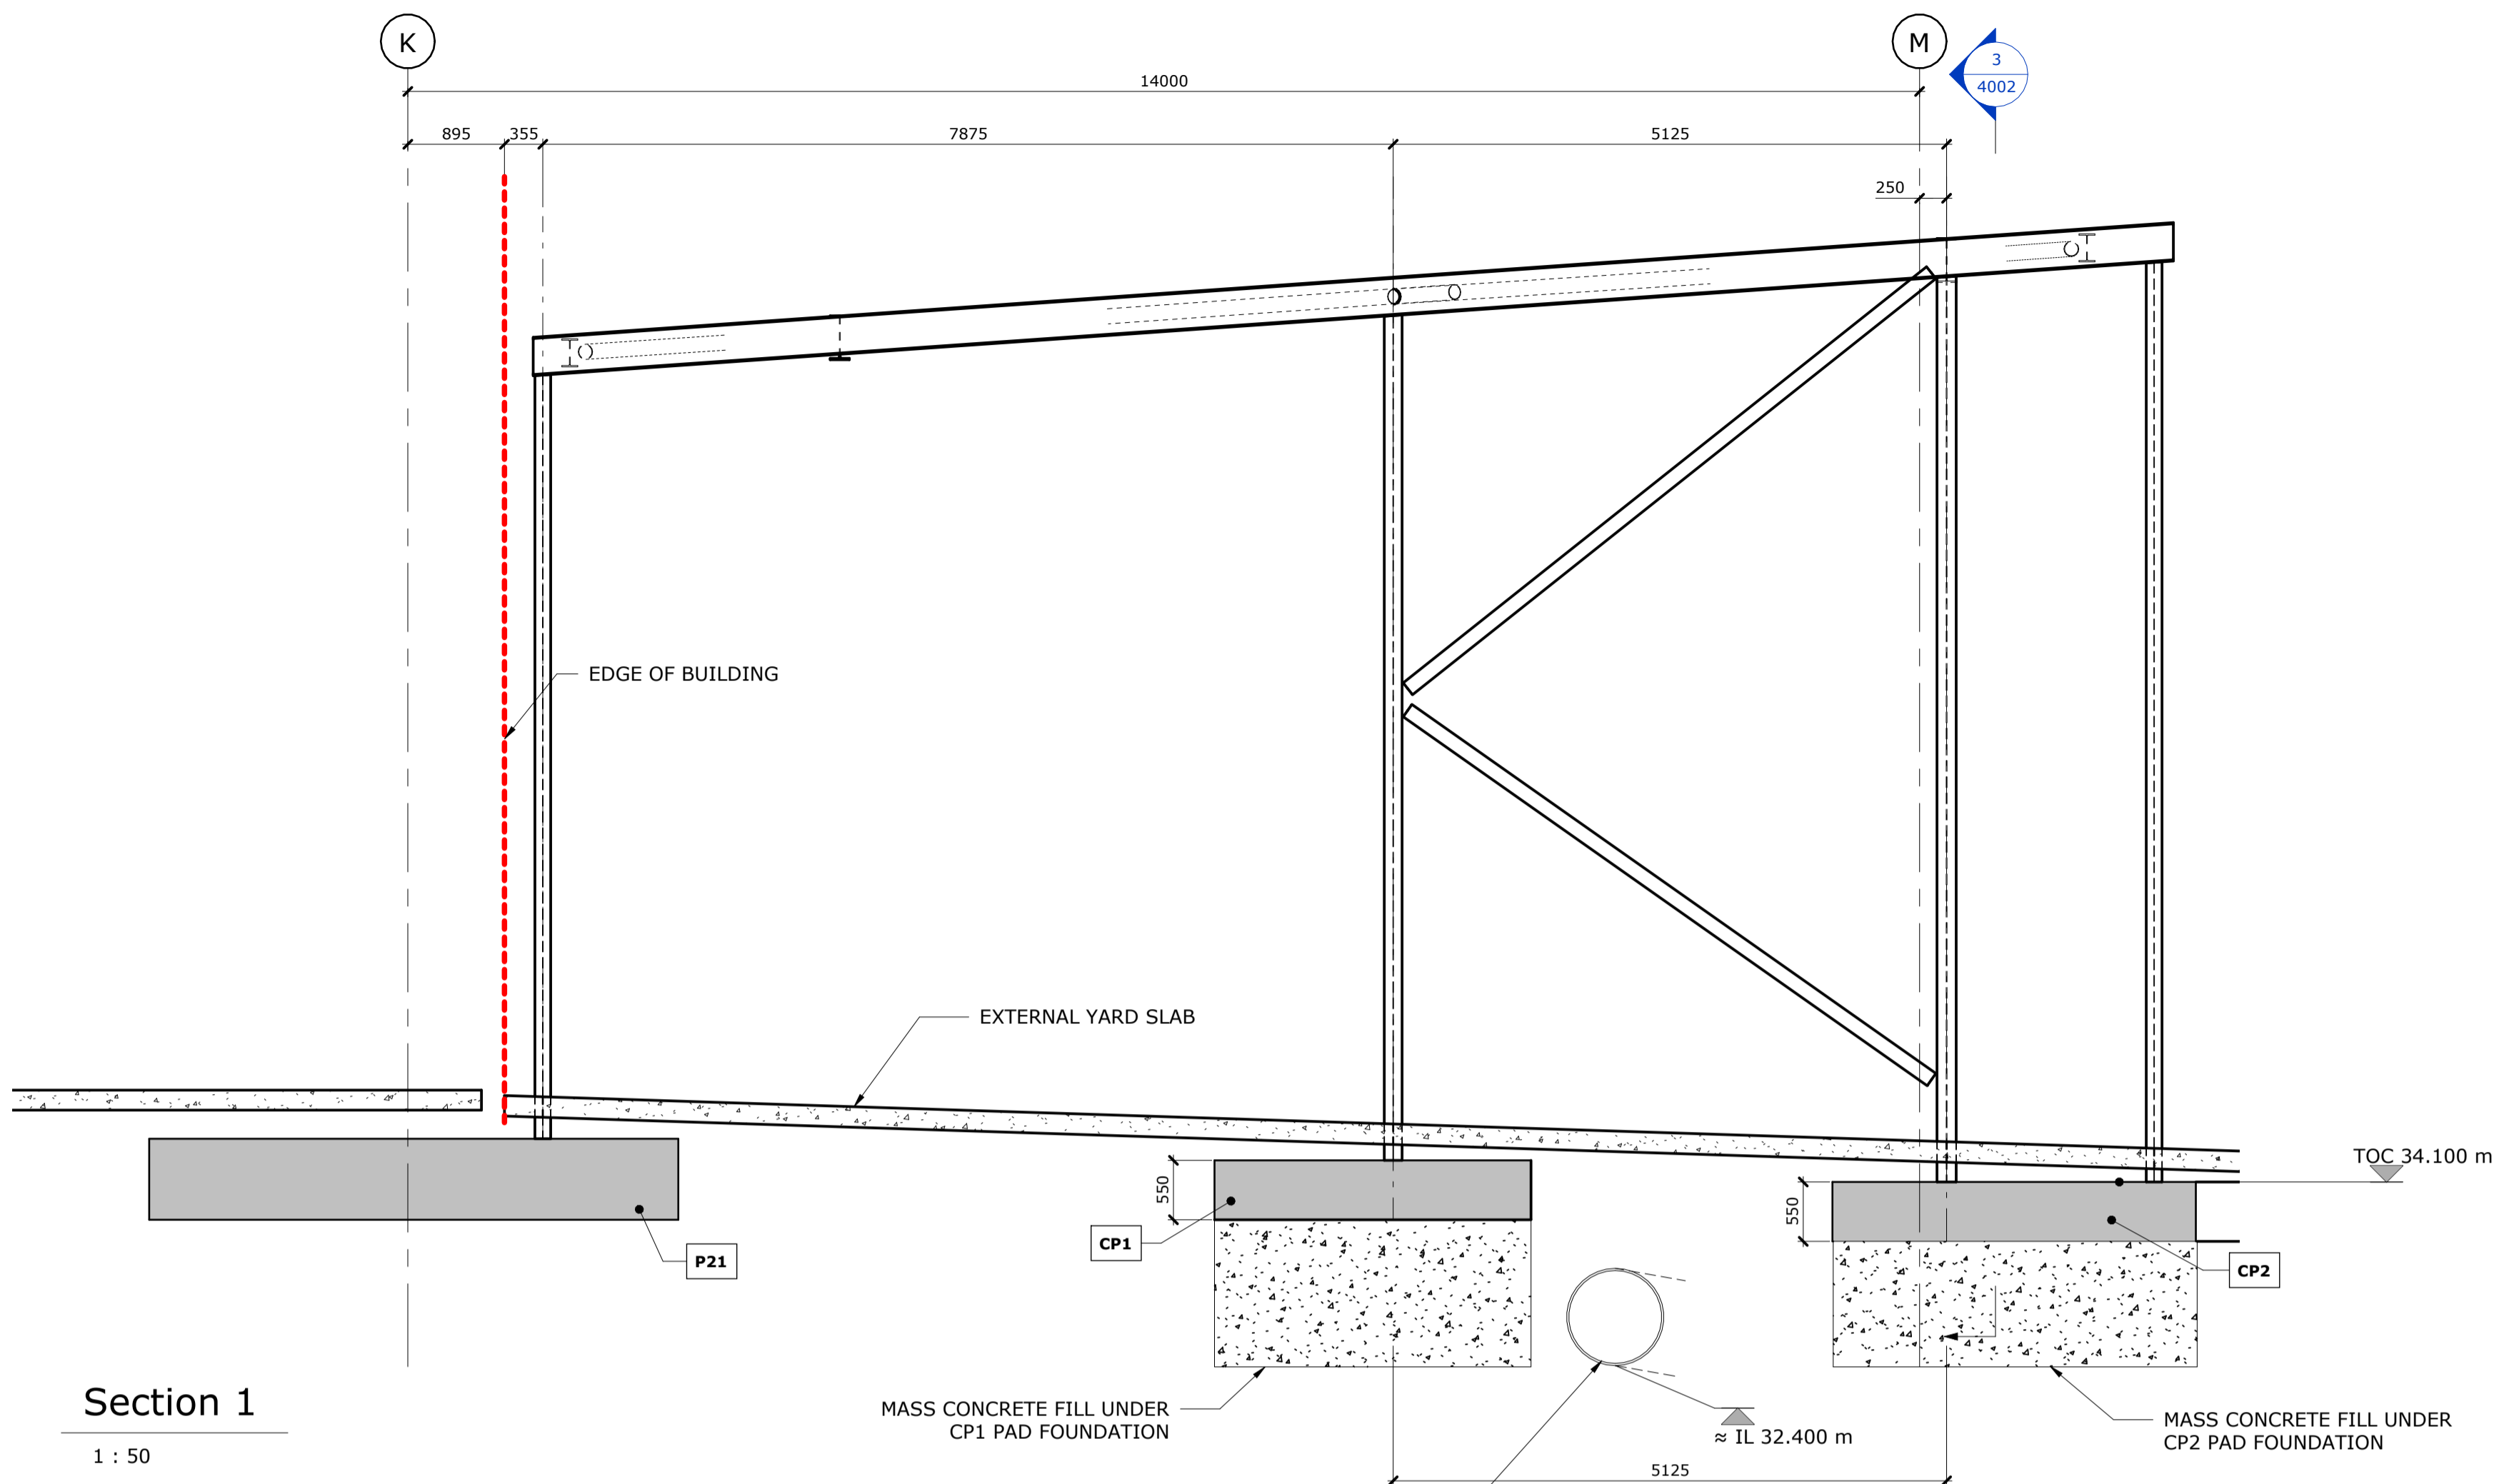 K
M
3
4002
14000
895
355
7875
5125
250
EDGE OF BUILDING
EXTERNAL YARD SLAB
TOC 34.100 m
550
550
CP1
P21
CP2
MASS CONCRETE FILL UNDER
CP1 PAD FOUNDATION
≈ IL 32.400 m
MASS CONCRETE FILL UNDER
CP2 PAD FOUNDATION
5125
Section 1
1 : 50